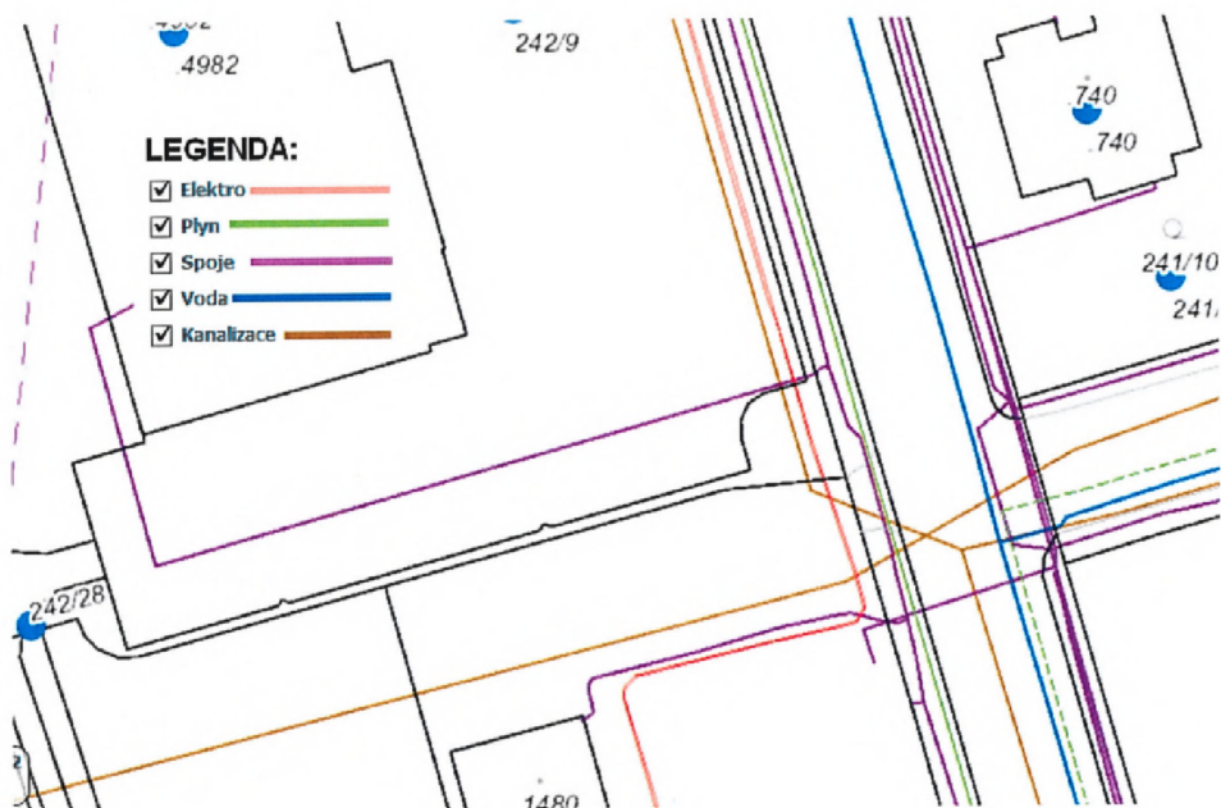 .4982
242/9
.740
.740
LEGENDA:
Elektro
Plyn
Spoje
Voda
Kanalizace
241/10
242/28
1480